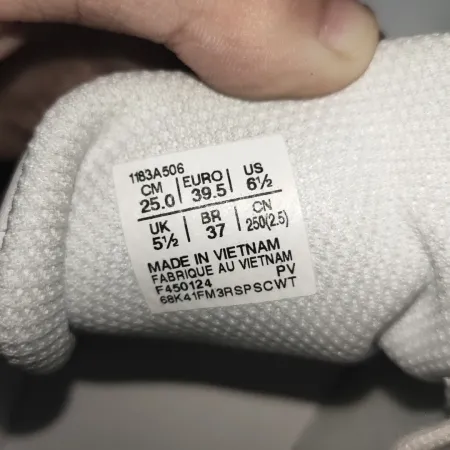 1183A506
CM 25.0 | EURO 39.5 | US 6½
UK 5½ | BR 37 | CN 250(2.5)
MADE IN VIETNAM
FABRIQUE AU VIETNAM
F450124 PV
68K41FM3RSPSCWT